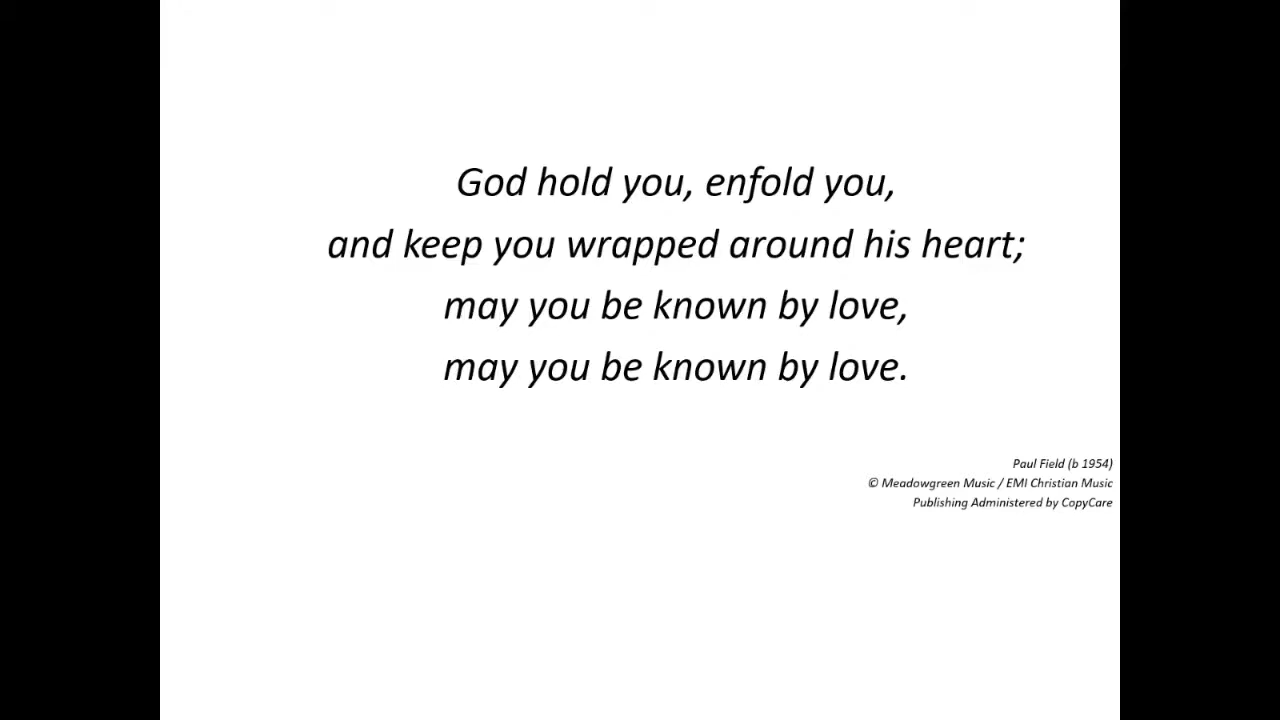 God hold you, enfold you,
and keep you wrapped around his heart;
may you be known by love,
may you be known by love.
Paul Field (b 1954)
© Meadowgreen Music / EMI Christian Music
Publishing Administered by CopyCare